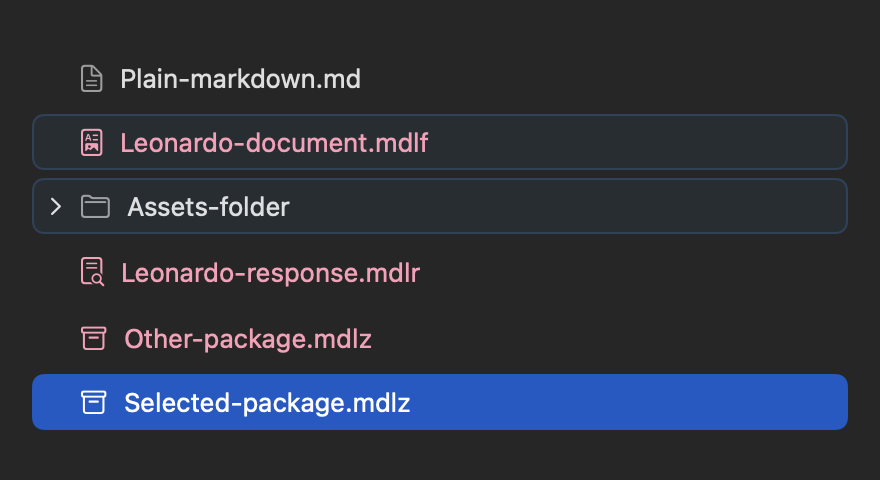 Plain-markdown.md
Leonardo-document.mdlf
Assets-folder
Leonardo-response.mdlr
Other-package.mdlz
Selected-package.mdlz